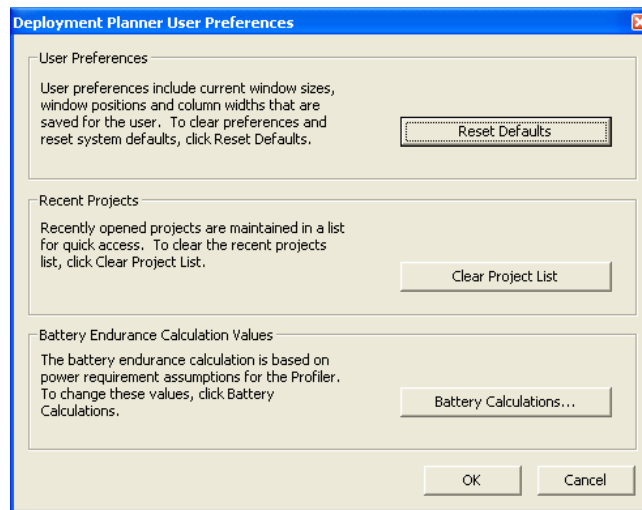 Deployment Planner User Preferences
User Preferences
User preferences include current window sizes,
window positions and column widths that are
saved for the user. To clear preferences and
reset system defaults, click Reset Defaults.
Reset Defaults
Recent Projects
Recently opened projects are maintained in a list
for quick access. To clear the recent projects
list, click Clear Project List.
Clear Project List
Battery Endurance Calculation Values
The battery endurance calculation is based on
power requirement assumptions for the Profiler.
To change these values, click Battery
Calculations.
Battery Calculations...
OK
Cancel